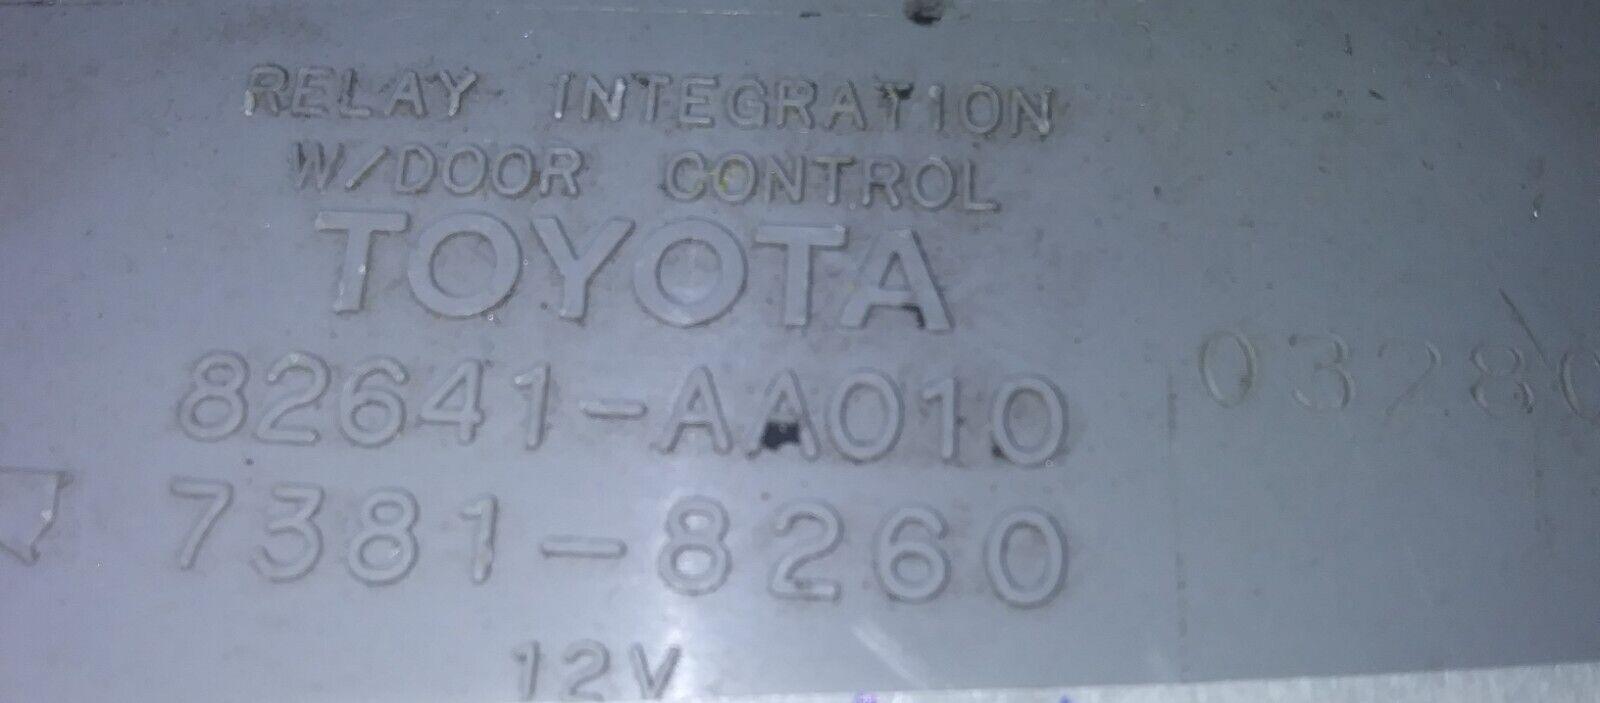 RELAY INTEGRATION
W/DOOR CONTROL
TOYOTA
82641-AA010
7381-8260
12V